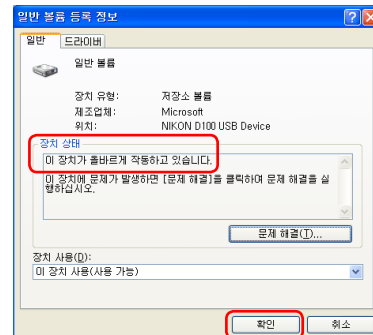 일반 볼륨 등록 정보
일반 드라이버
일반 볼륨
장치 유형: 저장소 볼륨
제조업체: Microsoft
위치: NIKON D100 USB Device
장치 상태
이 장치가 올바르게 작동하고 있습니다.
이 장치에 문제가 발생하면 [문제 해결]을 클릭하여 문제 해결을 실
행하십시오.
문제 해결(T)...
장치 사용(D):
이 장치 사용(사용 가능)
확인 취소